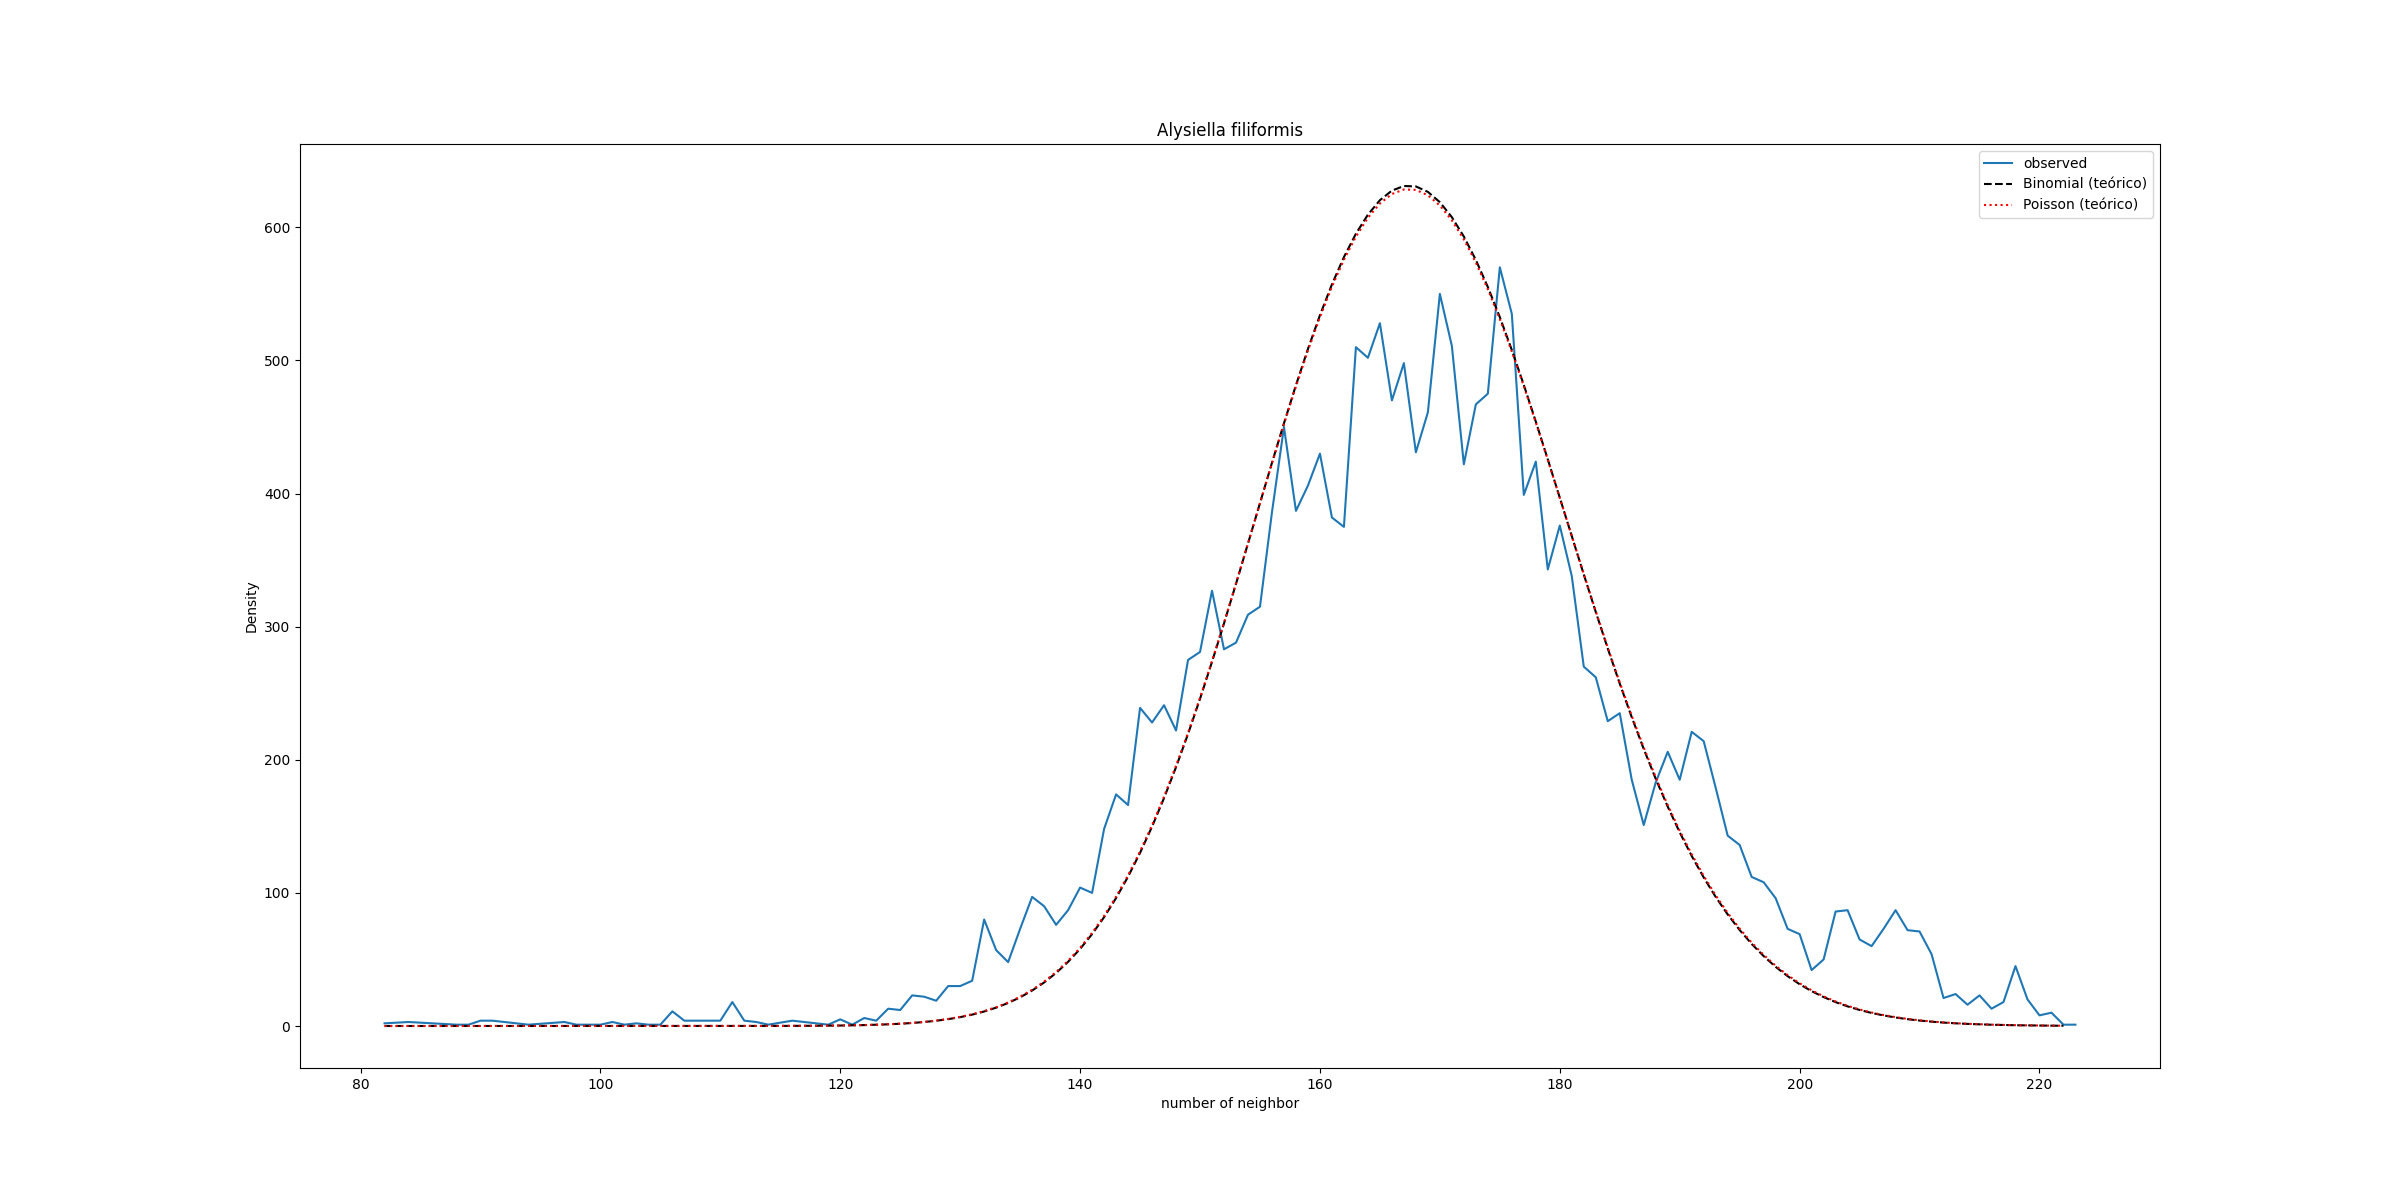 Alysiella filiformis
observed
Binomial (teórico)
Poisson (teórico)
Density
600
500
400
300
200
100
0
80 100 120 140 160 180 200 220
number of neighbor